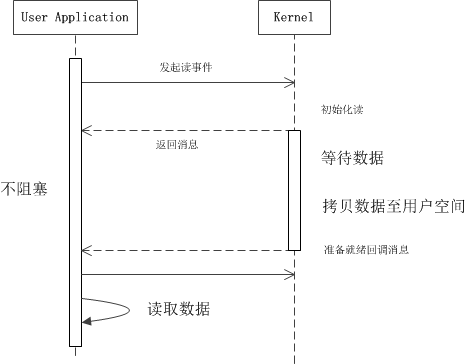 User Application
Kernel
发起读事件
初始化读
返回消息
等待数据
不阻塞
拷贝数据至用户空间
准备就绪回调消息
读取数据